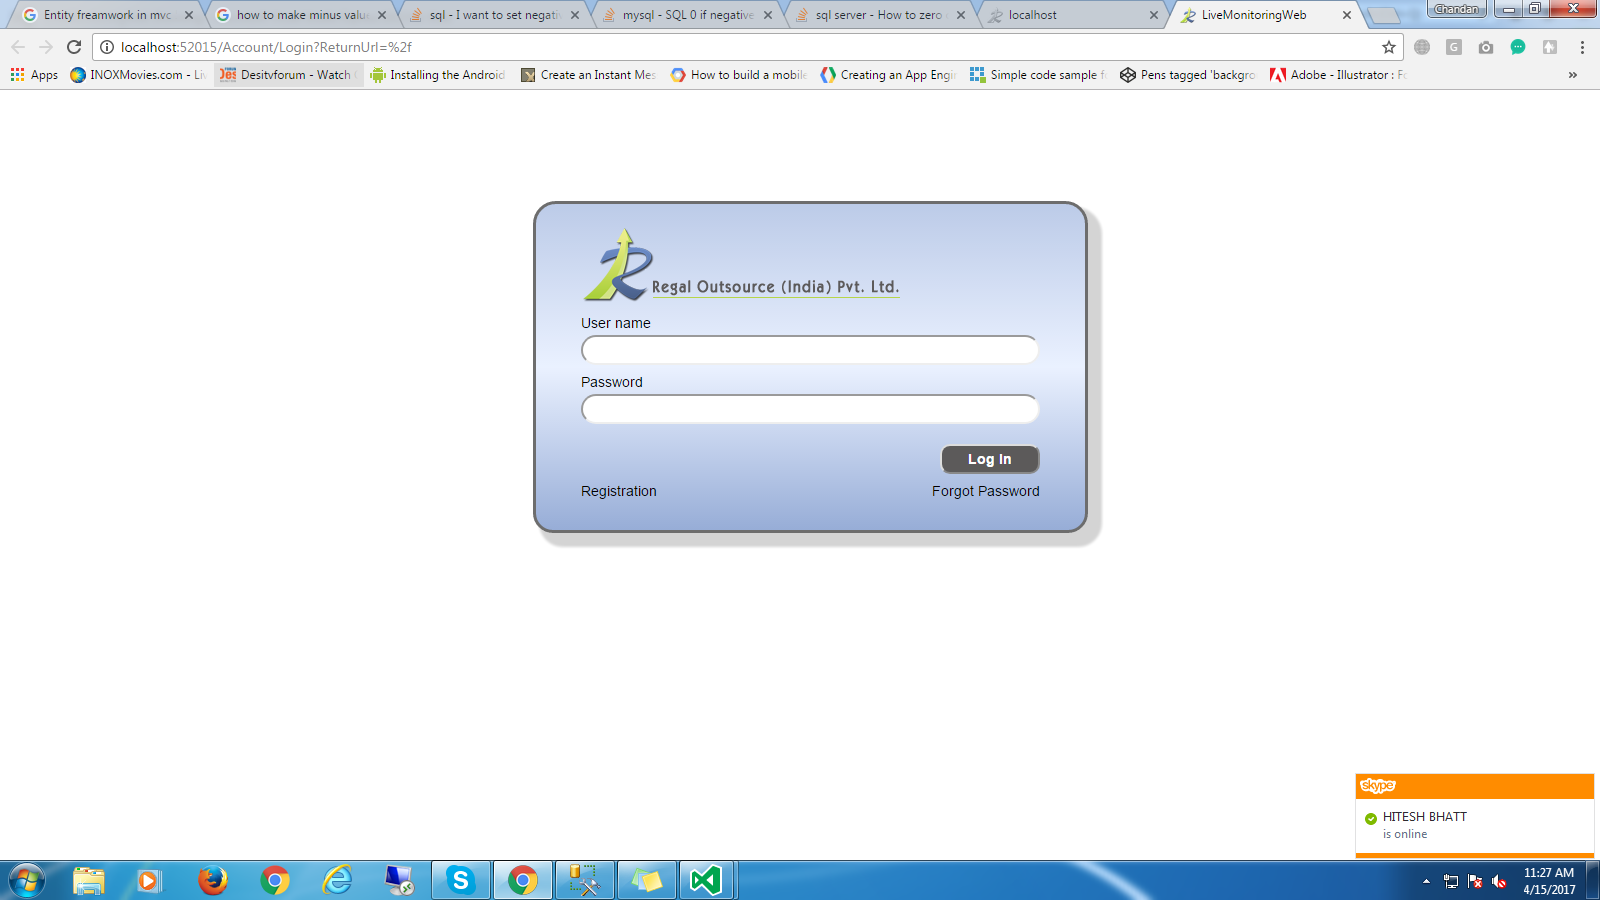 Entity freamwork in mvc
how to make minus value
sql - I want to set negativ
mysql - SQL 0 if negative
sql server - How to zero
localhost
LiveMonitoringWeb
Chandan
localhost:52015/Account/Login?ReturnUrl=%2f
Apps
INOXMovies.com - Liv
Desitvforum - Watch
Installing the Android
Create an Instant Mes
How to build a mobile
Creating an App Engi
Simple code sample f
Pens tagged 'backgro
Adobe - Illustrator : Fo
»
Regal Outsource (India) Pvt. Ltd.
User name
Password
Log In
Registration
Forgot Password
skype
HITESH BHATT
is online
11:27 AM
4/15/2017